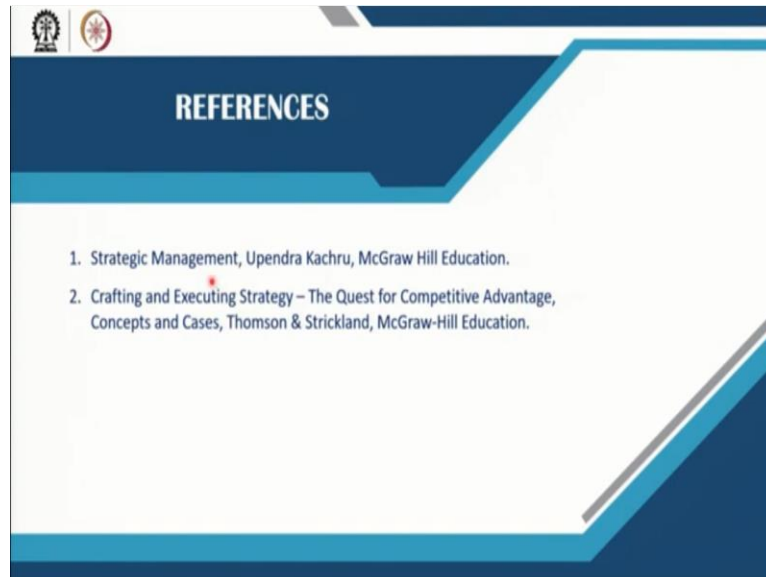 REFERENCES
1. Strategic Management, Upendra Kachru, McGraw Hill Education.
2. Crafting and Executing Strategy – The Quest for Competitive Advantage,
Concepts and Cases, Thomson & Strickland, McGraw-Hill Education.